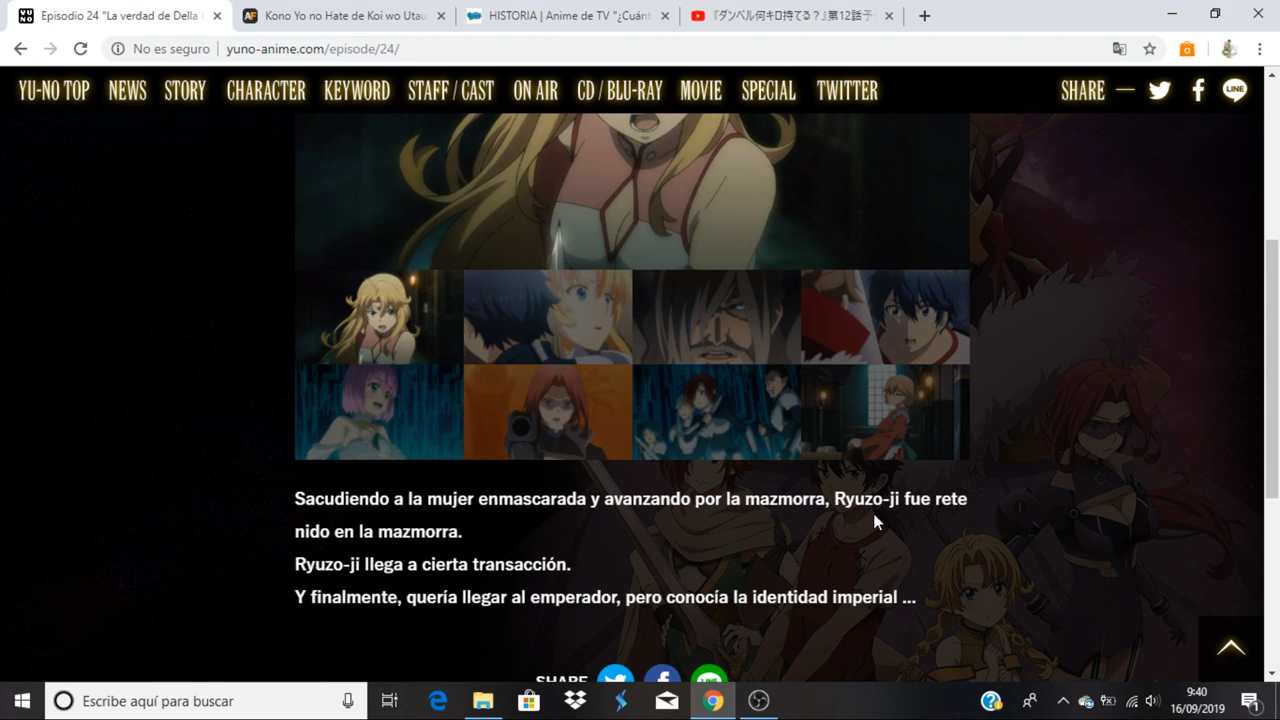 Episodio 24 "La verdad de Della
Kono Yo no Hate de Koi wo Utau
HISTORIA | Anime de TV "¿Cuánt
『ダンベル何キロ持てる？』第12話予
No es seguro
yuno-anime.com/episode/24/
YU-NO TOP NEWS STORY CHARACTER KEYWORD STAFF / CAST ON AIR CD / BLU-RAY MOVIE SPECIAL TWITTER SHARE LINE
Sacudiendo a la mujer enmascarada y avanzando por la mazmorra, Ryuzo-ji fue rete
nido en la mazmorra.
Ryuzo-ji llega a cierta transacción.
Y finalmente, quería llegar al emperador, pero conocía la identidad imperial ...
SHARE
Escribe aquí para buscar
9:40
16/09/2019